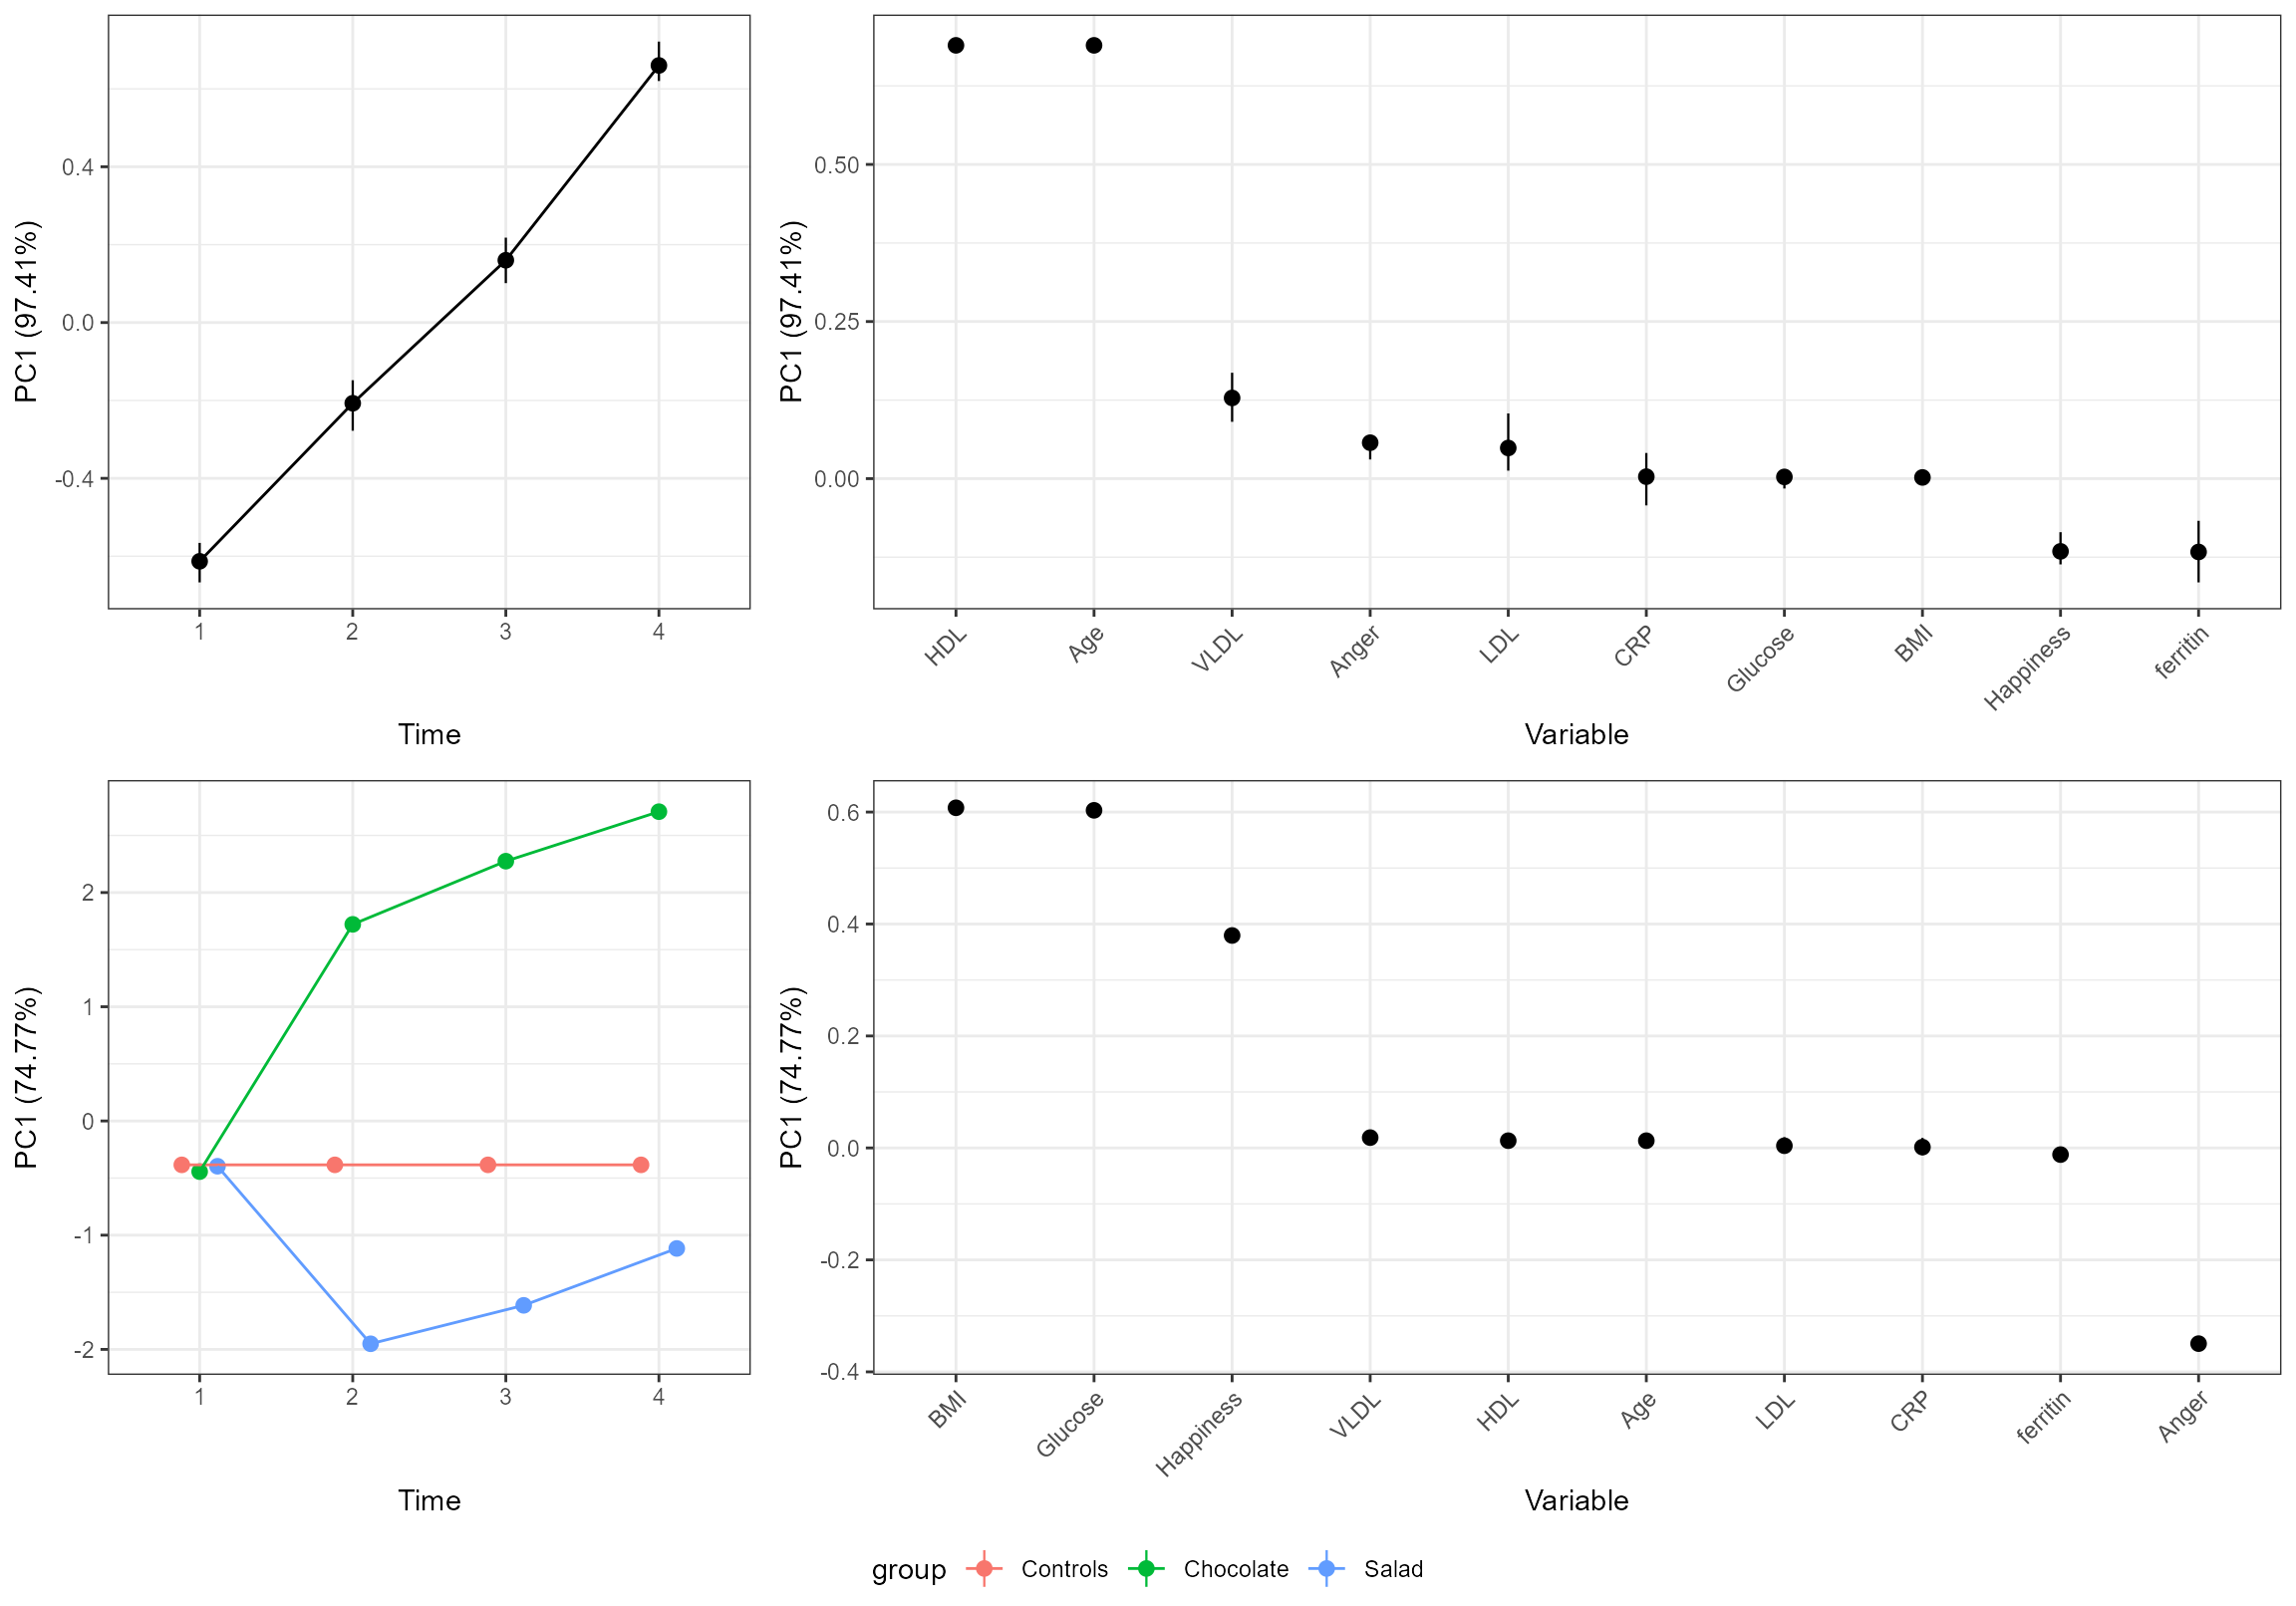 PC1 (97.41%)
0.4
0.0
-0.4
1 2 3 4
Time
PC1 (97.41%)
0.50
0.25
0.00
HDL Age VLDL Anger LDL CRP Glucose BMI Happiness ferritin
Variable
PC1 (74.77%)
2
1
0
-1
-2
1 2 3 4
Time
PC1 (74.77%)
0.6
0.4
0.2
0.0
-0.2
-0.4
BMI Glucose Happiness VLDL HDL Age LDL CRP ferritin Anger
Variable
group Controls Chocolate Salad